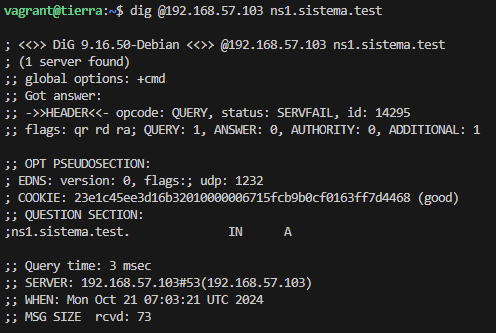 vagrant@tierra:~$ dig @192.168.57.103 ns1.sistema.test

; <<>> DiG 9.16.50-Debian <<>> @192.168.57.103 ns1.sistema.test
; (1 server found)
;; global options: +cmd
;; Got answer:
;; ->>HEADER<<- opcode: QUERY, status: SERVFAIL, id: 14295
;; flags: qr rd ra; QUERY: 1, ANSWER: 0, AUTHORITY: 0, ADDITIONAL: 1

;; OPT PSEUDOSECTION:
; EDNS: version: 0, flags:; udp: 1232
; COOKIE: 23e1c45ee3d16b32010000006715fcb9b0cf0163ff7d4468 (good)
;; QUESTION SECTION:
;ns1.sistema.test. IN A

;; Query time: 3 msec
;; SERVER: 192.168.57.103#53(192.168.57.103)
;; WHEN: Mon Oct 21 07:03:21 UTC 2024
;; MSG SIZE rcvd: 73